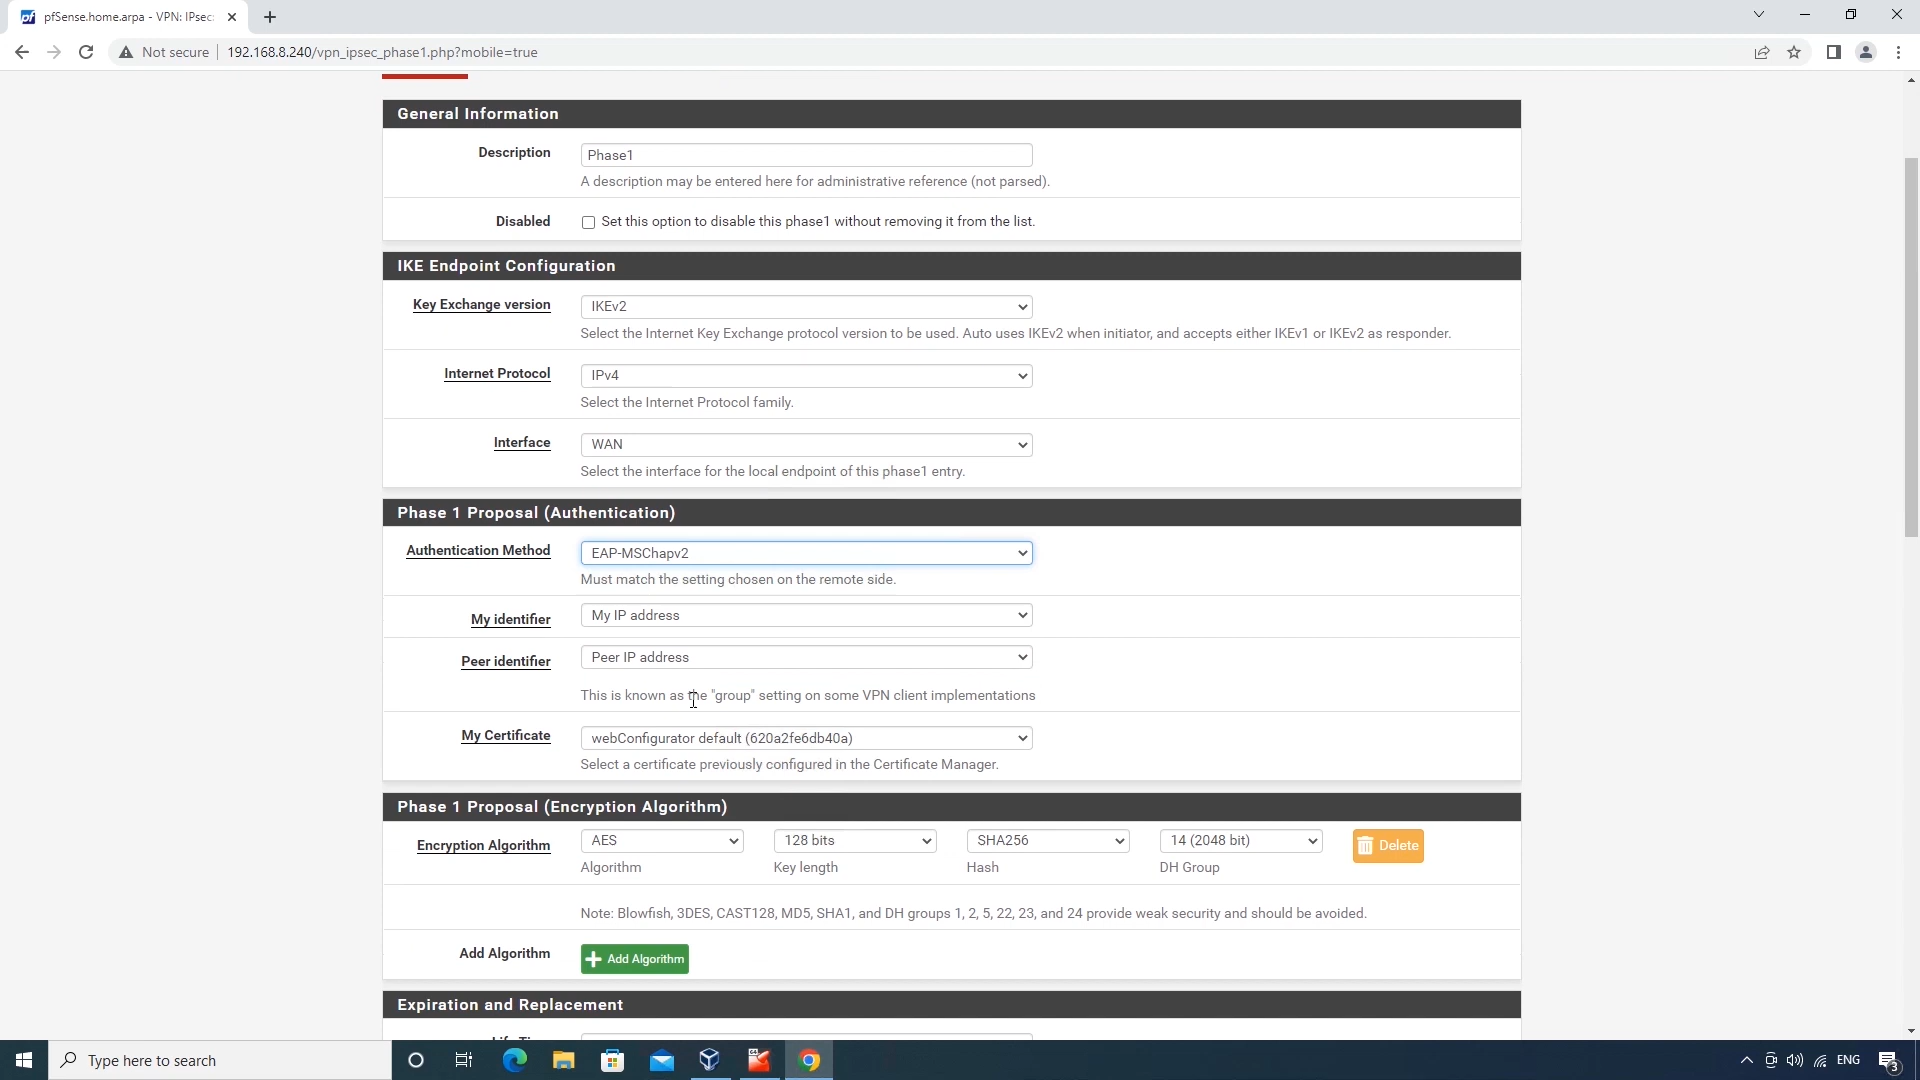 pfSense.home.arpa - VPN: IPsec:
Not secure
192.168.8.240/vpn_ipsec_phase1.php?mobile=true
General Information
Description
Phase1
A description may be entered here for administrative reference (not parsed).
Disabled
Set this option to disable this phase1 without removing it from the list.
IKE Endpoint Configuration
Key Exchange version
IKEv2
Select the Internet Key Exchange protocol version to be used. Auto uses IKEv2 when initiator, and accepts either IKEv1 or IKEv2 as responder.
Internet Protocol
IPv4
Select the Internet Protocol family.
Interface
WAN
Select the interface for the local endpoint of this phase1 entry.
Phase 1 Proposal (Authentication)
Authentication Method
EAP-MSChapv2
Must match the setting chosen on the remote side.
My identifier
My IP address
Peer identifier
Peer IP address
This is known as the "group" setting on some VPN client implementations
My Certificate
webConfigurator default (620a2fe6db40a)
Select a certificate previously configured in the Certificate Manager.
Phase 1 Proposal (Encryption Algorithm)
Encryption Algorithm
AES 128 bits SHA256 14 (2048 bit) Delete
Algorithm Key length Hash DH Group
Note: Blowfish, 3DES, CAST128, MD5, SHA1, and DH groups 1, 2, 5, 22, 23, and 24 provide weak security and should be avoided.
Add Algorithm
Add Algorithm
Expiration and Replacement
Type here to search
64
ENG
3